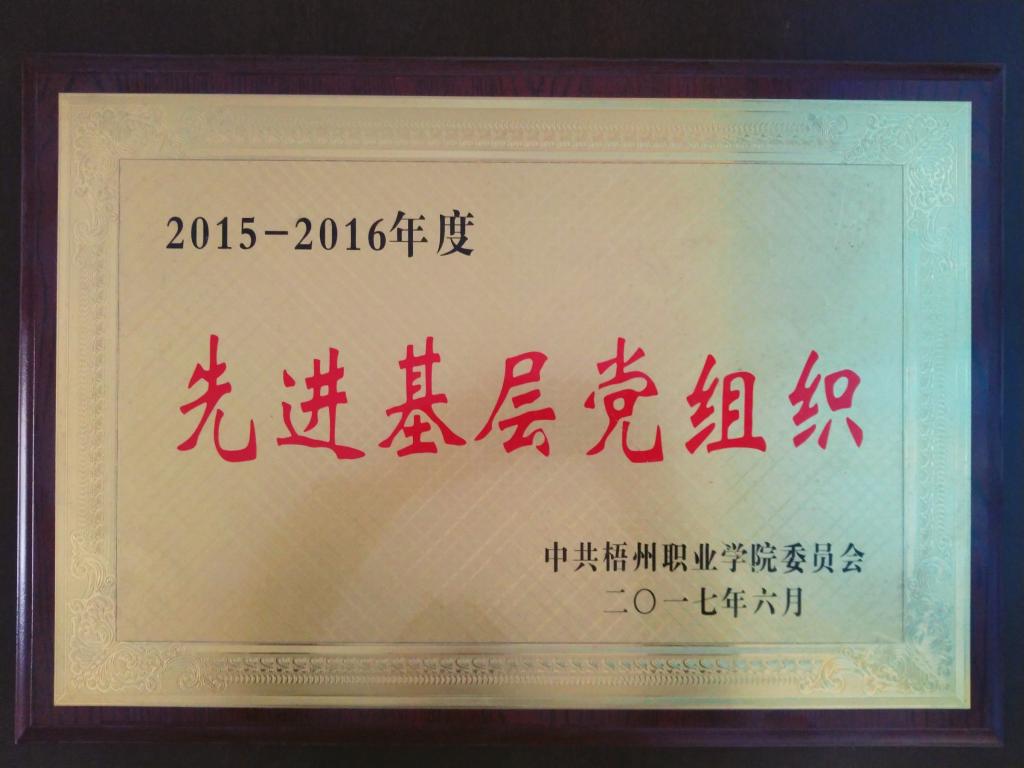 2015-2016年度
先进基层党组织
中共梧州职业学院委员会
二〇一七年六月